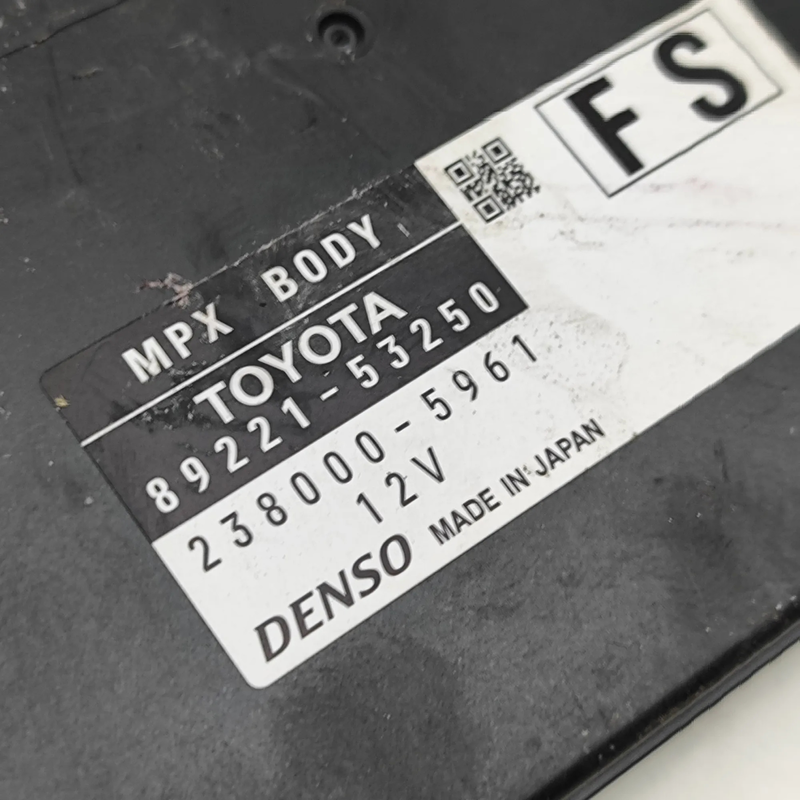 FS
MPX BODY
TOYOTA
89221-53250
238000-5961
12V
DENSO MADE IN JAPAN